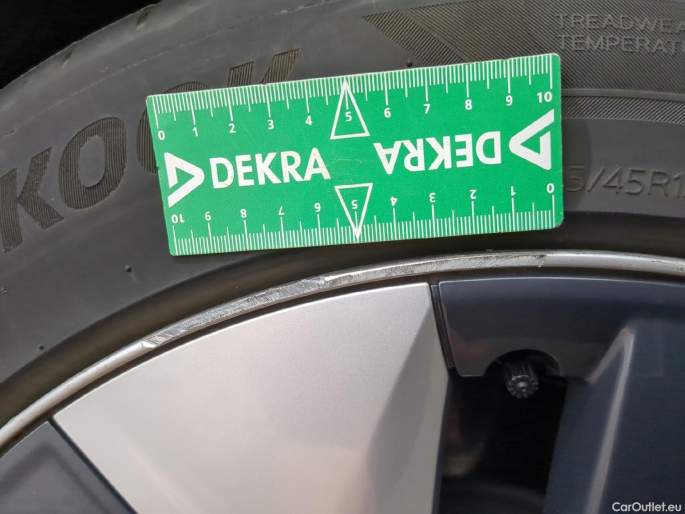 TREADWEA
TEMPERAT
KOOK
0 1 2 3 4 5 6 7 8 9 10
DEKRA DEKRA
10 9 8 7 6 5 4 3 2 1 0
5/45R1
CarOutlet.eu